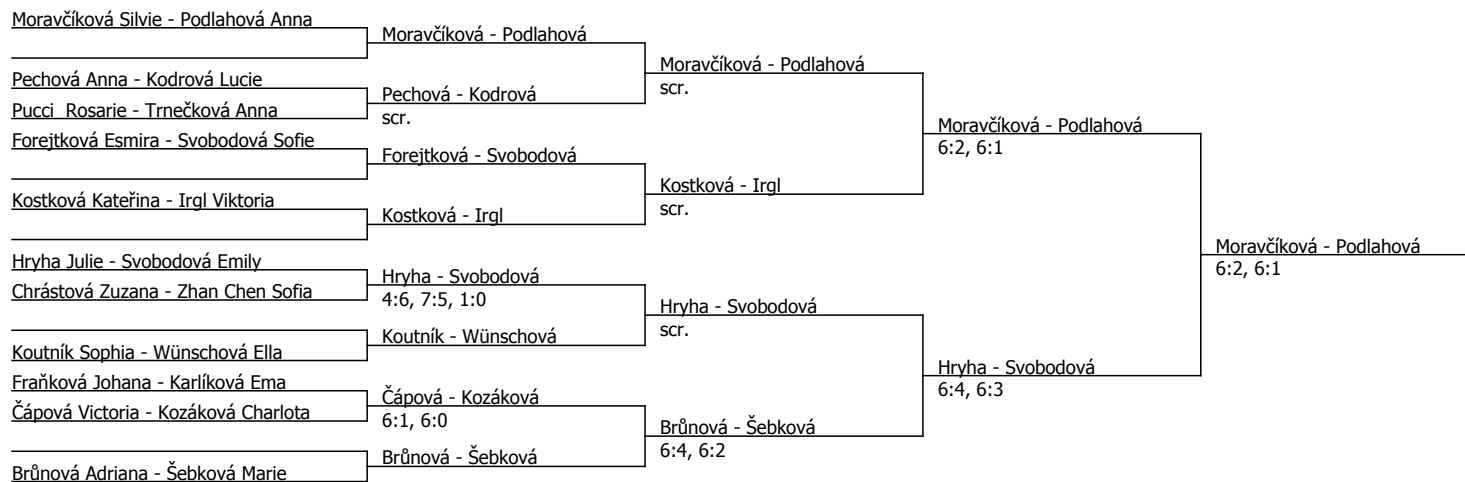 Moravčíková Silvie - Podlahová Anna
Pechová Anna - Kodrová Lucie
Pucci  Rosarie - Trnečková Anna
Forejtková Esmira - Svobodová Sofie
Kostková Kateřina - Irgl Viktoria
Hryha Julie - Svobodová Emily
Chrástová Zuzana - Zhan Chen Sofia
Koutník Sophia - Wünschová Ella
Fraňková Johana - Karlíková Ema
Čápová Victoria - Kozáková Charlota
Brůnová Adriana - Šebková Marie
Moravčíková - Podlahová
Pechová - Kodrová
scr.
Forejtková - Svobodová
Kostková - Irgl
Hryha - Svobodová
4:6, 7:5, 1:0
Koutník - Wünschová
Čápová - Kozáková
6:1, 6:0
Brůnová - Šebková
Moravčíková - Podlahová
scr.
Kostková - Irgl
scr.
Hryha - Svobodová
scr.
Brůnová - Šebková
6:4, 6:2
Moravčíková - Podlahová
6:2, 6:1
Hryha - Svobodová
6:4, 6:3
Moravčíková - Podlahová
6:2, 6:1